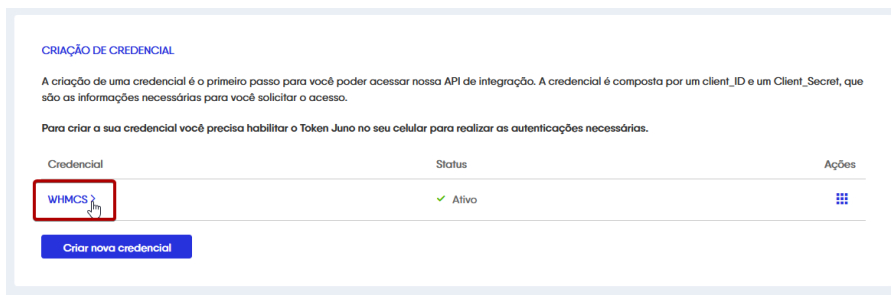 CRIAÇÃO DE CREDENCIAL
A criação de uma credencial é o primeiro passo para você poder acessar nossa API de integração. A credencial é composta por um client_ID e um Client_Secret, que
são as informações necessárias para você solicitar o acesso.
Para criar a sua credencial você precisa habilitar o Token Juno no seu celular para realizar as autenticações necessárias.
Credencial Status Ações
WHMCS > Ativo
Criar nova credencial